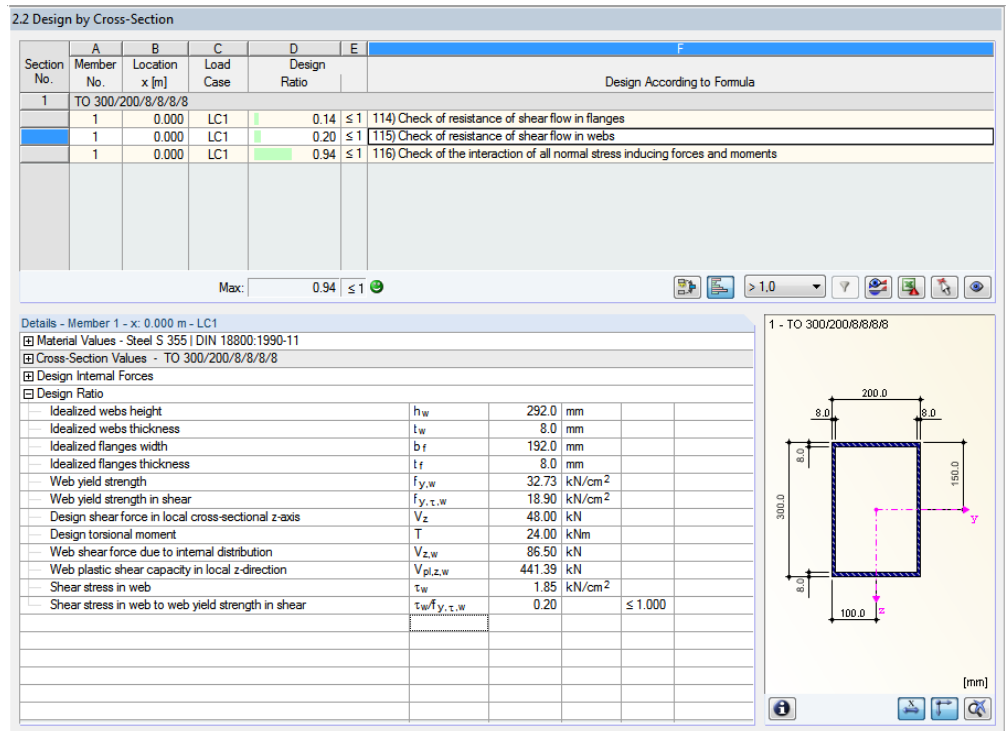 2.2 Design by Cross-Section
A B C D E F
Section Member Location Load Design
No. No. x [m] Case Ratio Design According to Formula
1 TO 300/200/8/8/8/8
1 0.000 LC1 0.14 ≤ 1 114) Check of resistance of shear flow in flanges
1 0.000 LC1 0.20 ≤ 1 115) Check of resistance of shear flow in webs
1 0.000 LC1 0.94 ≤ 1 116) Check of the interaction of all normal stress inducing forces and moments
Max: 0.94 ≤ 1 > 1,0
Details - Member 1 - x: 0.000 m - LC1
Material Values - Steel S 355 | DIN 18800:1990-11
Cross-Section Values - TO 300/200/8/8/8/8
Design Internal Forces
Design Ratio
Idealized webs height hw 292.0 mm
Idealized webs thickness tw 8.0 mm
Idealized flanges width bf 192.0 mm
Idealized flanges thickness tf 8.0 mm
Web yield strength fy,w 32.73 kN/cm2
Web yield strength in shear fy,τ,w 18.90 kN/cm2
Design shear force in local cross-sectional z-axis Vz 48.00 kN
Design torsional moment T 24.00 kNm
Web shear force due to internal distribution Vz,w 86.50 kN
Web plastic shear capacity in local z-direction Vpl,z,w 441.39 kN
Shear stress in web τw 1.85 kN/cm2
Shear stress in web to web yield strength in shear τw/fy,τ,w 0.20 ≤ 1.000
1 - TO 300/200/8/8/8/8
200.0
8.0 8.0
8.0
150.0
300.0
y
8.0
100.0 z
[mm]